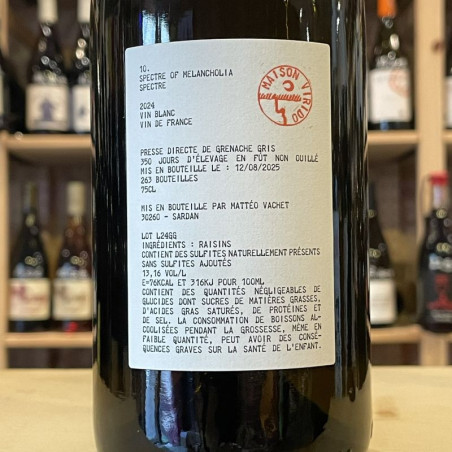 10.
SPECTRE OF MELANCHOLIA
SPECTRE
MAISON VIRIDO
2024
VIN BLANC
VIN DE FRANCE
PRESSE DIRECTE DE GRENACHE GRIS
350 JOURS D'ÉLEVAGE EN FÛT NON OUILLÉ
MIS EN BOUTEILLE LE : 12/08/2025
263 BOUTEILLES
75CL
MIS EN BOUTEILLE PAR MATTÉO VACHET
30260 - SARDAN
LOT L24GG
INGRÉDIENTS : RAISINS
CONTIENT DES SULFITES NATURELLEMENT PRÉSENTS
SANS SULFITES AJOUTÉS
13,16 VOL/L
E=76KCAL ET 316KJ POUR 100ML
CONTIENT DES QUANTITÉS NÉGLIGEABLES DE
GLUCIDES DONT SUCRES DE MATIÈRES GRASSES,
D'ACIDES GRAS SATURÉS, DE PROTÉINES ET
DE SEL. LA CONSOMMATION DE BOISSONS AL-
COOLISÉES PENDANT LA GROSSESSE, MÊME EN
FAIBLE QUANTITÉ, PEUT AVOIR DES CONSÉ-
QUENCES GRAVES SUR LA SANTÉ DE L'ENFANT.